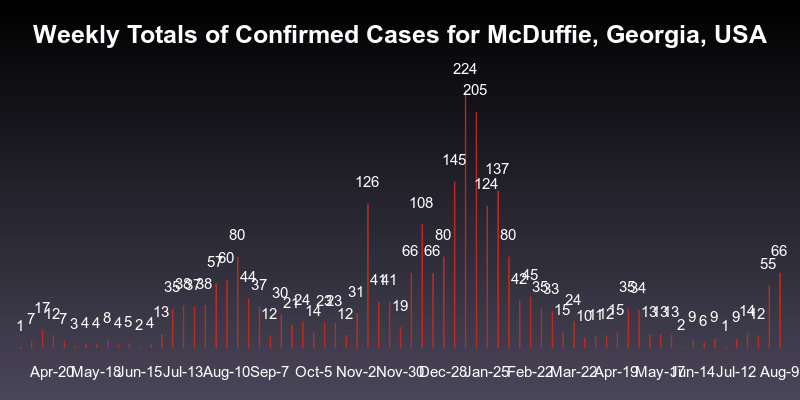 Weekly Totals of Confirmed Cases for McDuffie, Georgia, USA
1 7 17 12 7 3 4 4 8 4 5 2 4 13 35 38 37 38 57 60 80 44 37 12 30 21 24 14 23 23 12 31 126 41 41 19 66 108 66 80 145 224 205 124 137 80 42 45 35 33 15 24 10 11 12 15 35 34 13 13 13 2 9 6 9 1 9 14 12 55 66
Apr-20 May-18 Jun-15 Jul-13 Aug-10 Sep-7 Oct-5 Nov-2 Nov-30 Dec-28 Jan-25 Feb-22 Mar-22 Apr-19 May-17 Jun-14 Jul-12 Aug-9